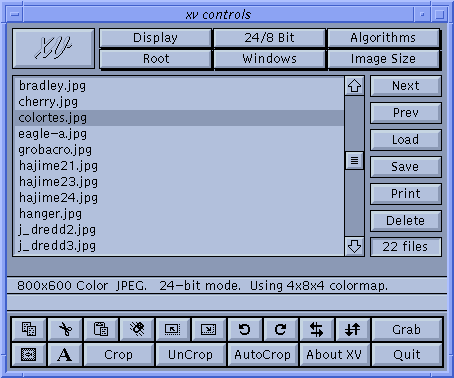 xv controls
XV
Display 24/8 Bit Algorithms
Root Windows Image Size
bradley.jpg
cherry.jpg
colortes.jpg
eagle-a.jpg
grobacro.jpg
hajime21.jpg
hajime23.jpg
hajime24.jpg
hanger.jpg
j_dredd2.jpg
j_dredd3.jpg
Next
Prev
Load
Save
Print
Delete
22 files
800x600 Color JPEG. 24-bit mode. Using 4x8x4 colormap.
Grab
A Crop UnCrop AutoCrop About XV Quit